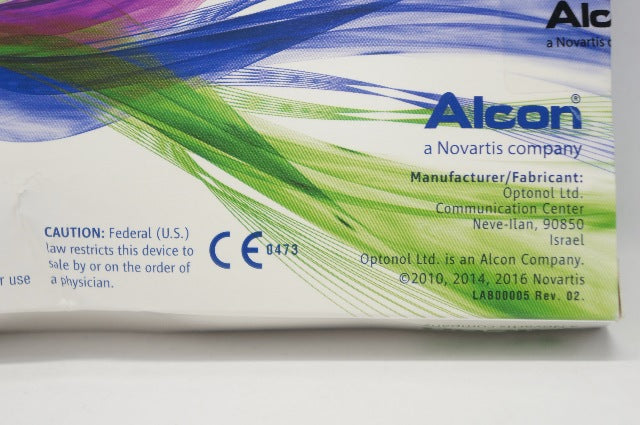 Alc
a Novartis c
Alcon®
a Novartis company
Manufacturer/Fabricant:
Optonol Ltd.
Communication Center
Neve-Ilan, 90850
Israel
Optonol Ltd. is an Alcon Company.
©2010, 2014, 2016 Novartis
LAB00005 Rev. 02.
CAUTION: Federal (U.S.)
law restricts this device to
sale by or on the order of
a physician.
CE 0473
r use